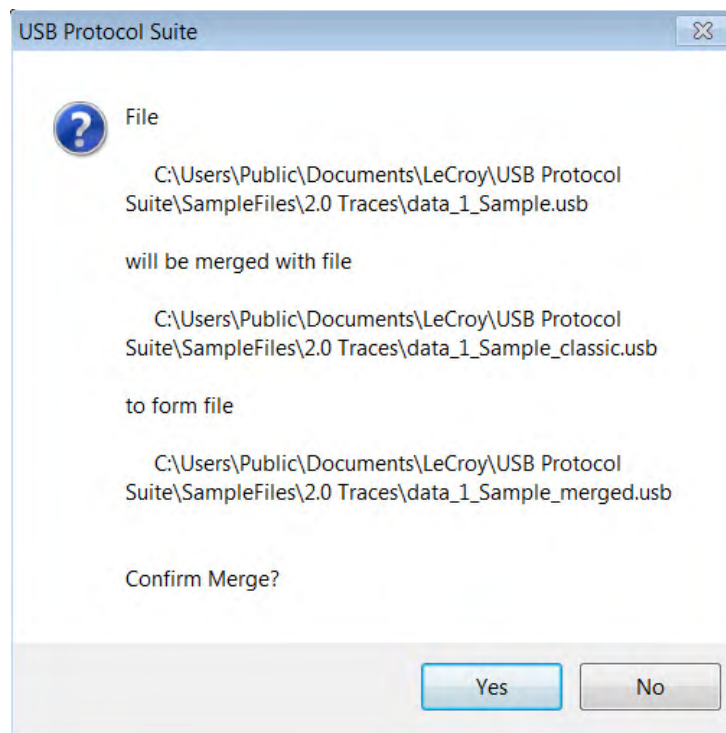 USB Protocol Suite
File
C:\Users\Public\Documents\LeCroy\USB Protocol
Suite\SampleFiles\2.0 Traces\data_1_Sample.usb
will be merged with file
C:\Users\Public\Documents\LeCroy\USB Protocol
Suite\SampleFiles\2.0 Traces\data_1_Sample_classic.usb
to form file
C:\Users\Public\Documents\LeCroy\USB Protocol
Suite\SampleFiles\2.0 Traces\data_1_Sample_merged.usb
Confirm Merge?
Yes
No